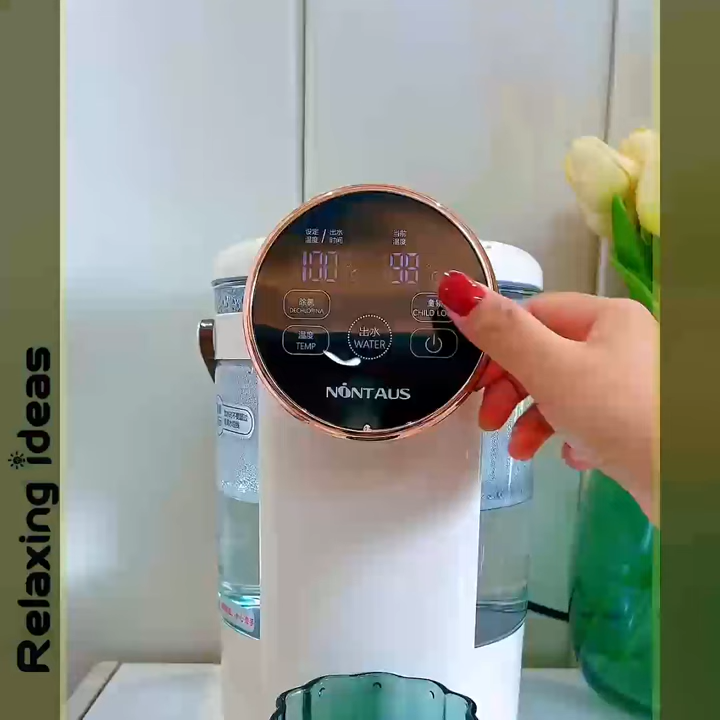 设定
温度 / 出水
时间
当前
温度
100 ℃
98 ℃
除氯
DECHLORINA
温度
TEMP
出水
WATER
童锁
CHILD LO
NONTAUS
Relaxing ideas